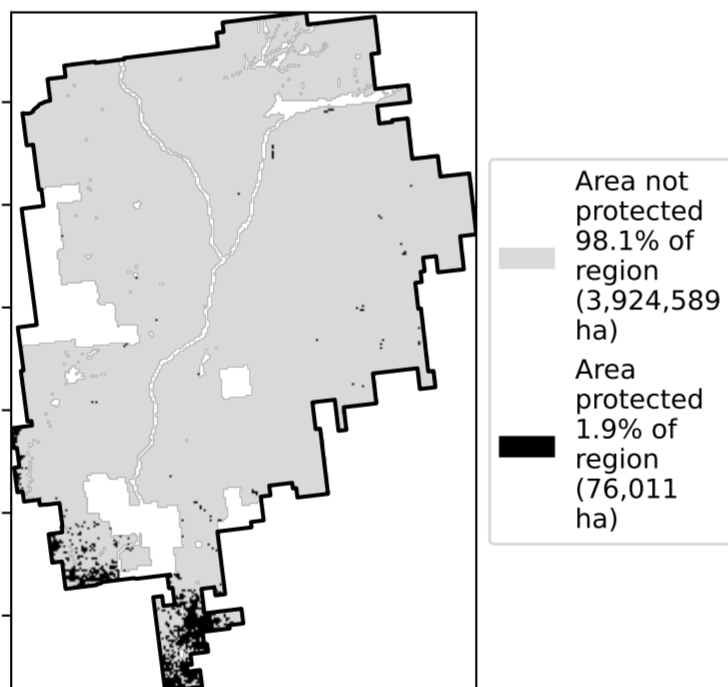 Area not
protected
98.1% of
region
(3,924,589
ha)
Area
protected
1.9% of
region
(76,011
ha)